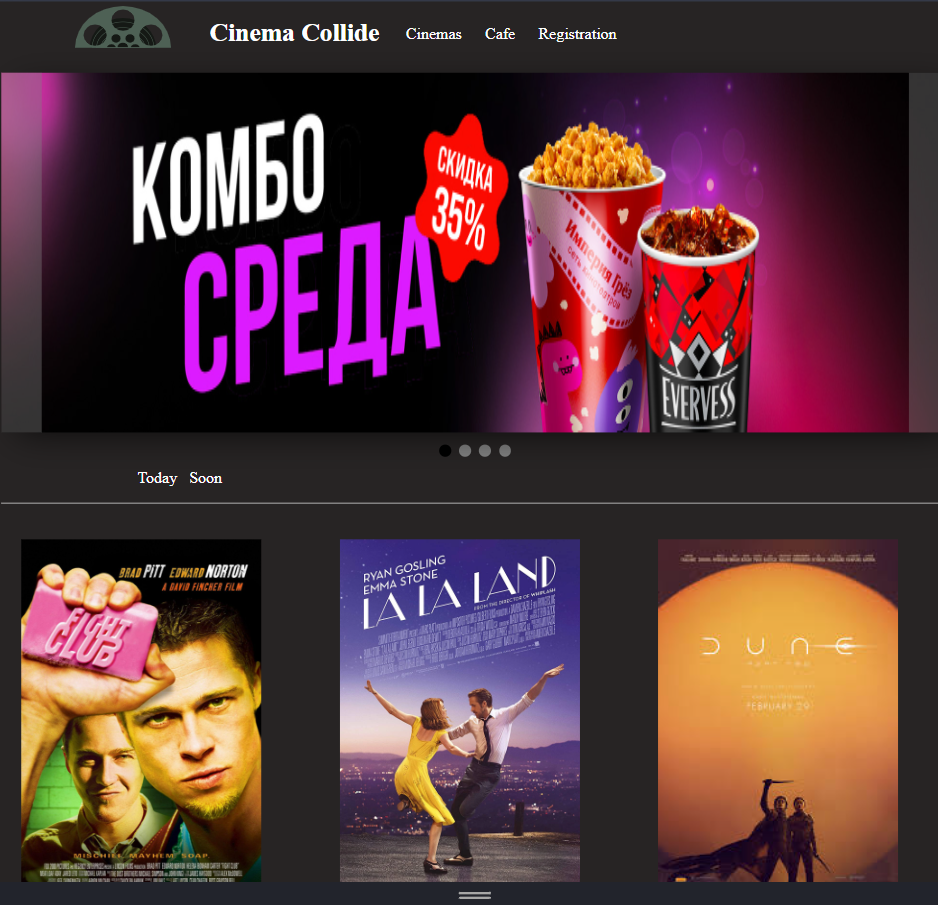 Cinema Collide Cinemas Cafe Registration
КОМБО
СРЕДА
СКИДКА
35%
Империя Грёз
сеть кинотеатров
EVERVESS
Today Soon
BRAD PITT EDWARD NORTON
A DAVID FINCHER FILM
FIGHT
CLUB
MISCHIEF. MAYHEM. SOAP.
RYAN GOSLING
EMMA STONE
LA LA LAND
FROM THE DIRECTOR OF WHIPLASH
DUNE
FEBRUARY 29